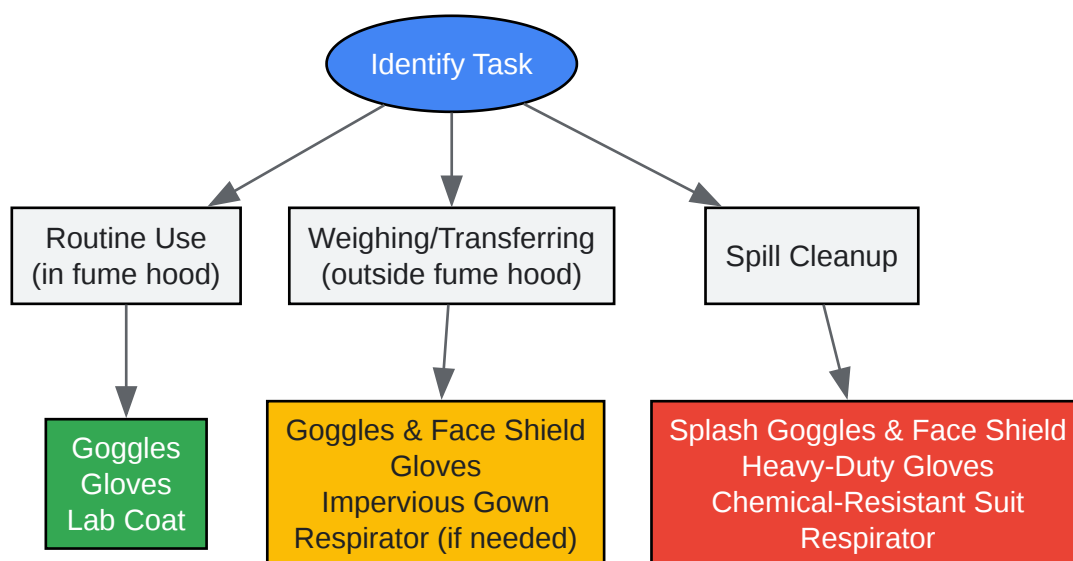 Identify Task
Routine Use
(in fume hood)
Weighing/Transferring
(outside fume hood)
Spill Cleanup
Goggles
Gloves
Lab Coat
Goggles & Face Shield
Gloves
Impervious Gown
Respirator (if needed)
Splash Goggles & Face Shield
Heavy-Duty Gloves
Chemical-Resistant Suit
Respirator